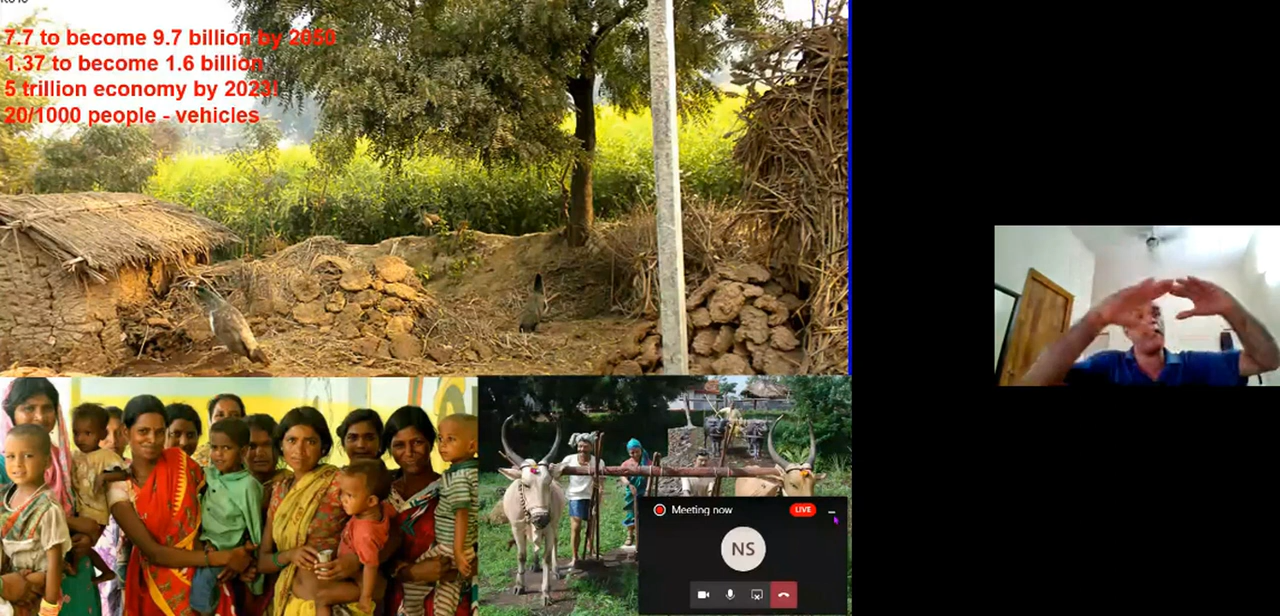 7.7 to become 9.7 billion by 2050
1.37 to become 1.6 billion
5 trillion economy by 2023!
20/1000 people - vehicles
Meeting now
LIVE
NS